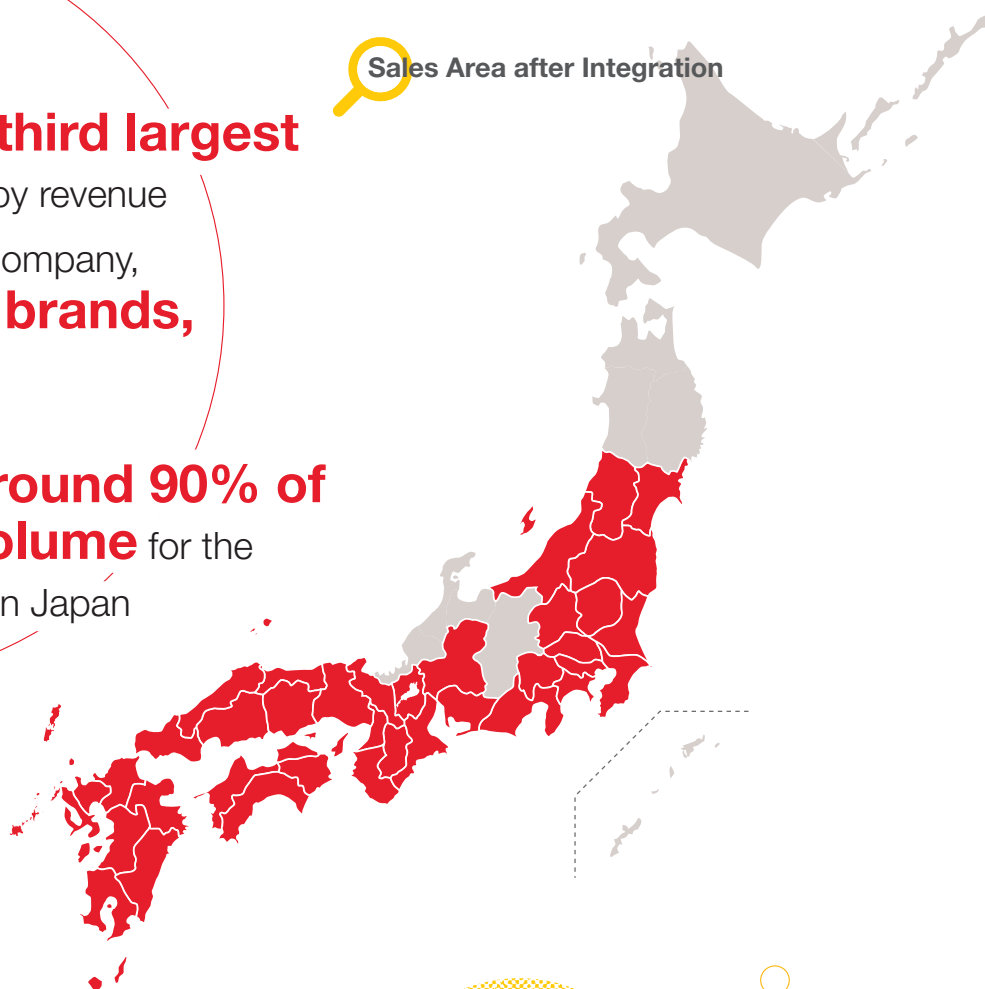 Sales Area after Integration
third largest
by revenue
ompany,
brands,
round 90% of
olume for the
n Japan